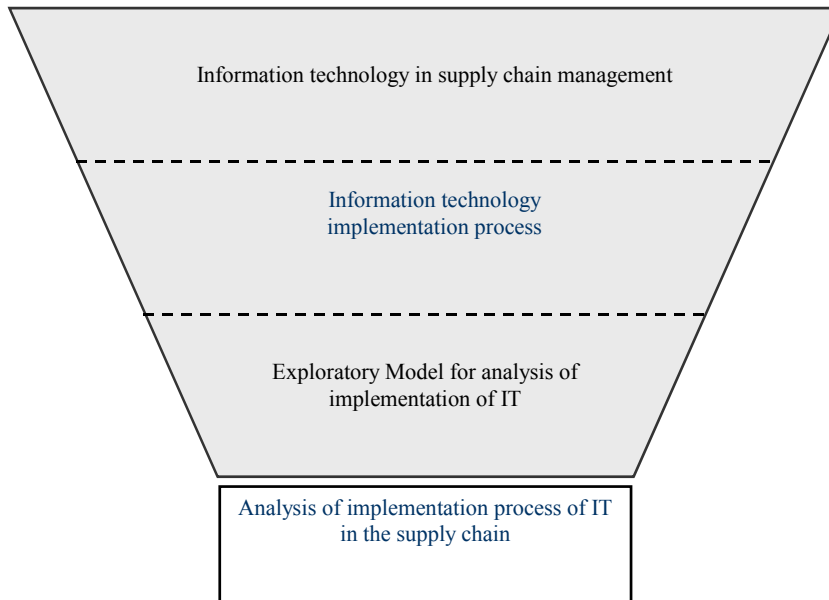 Information technology in supply chain management
Information technology
implementation process
Exploratory Model for analysis of
implementation of IT
Analysis of implementation process of IT
in the supply chain